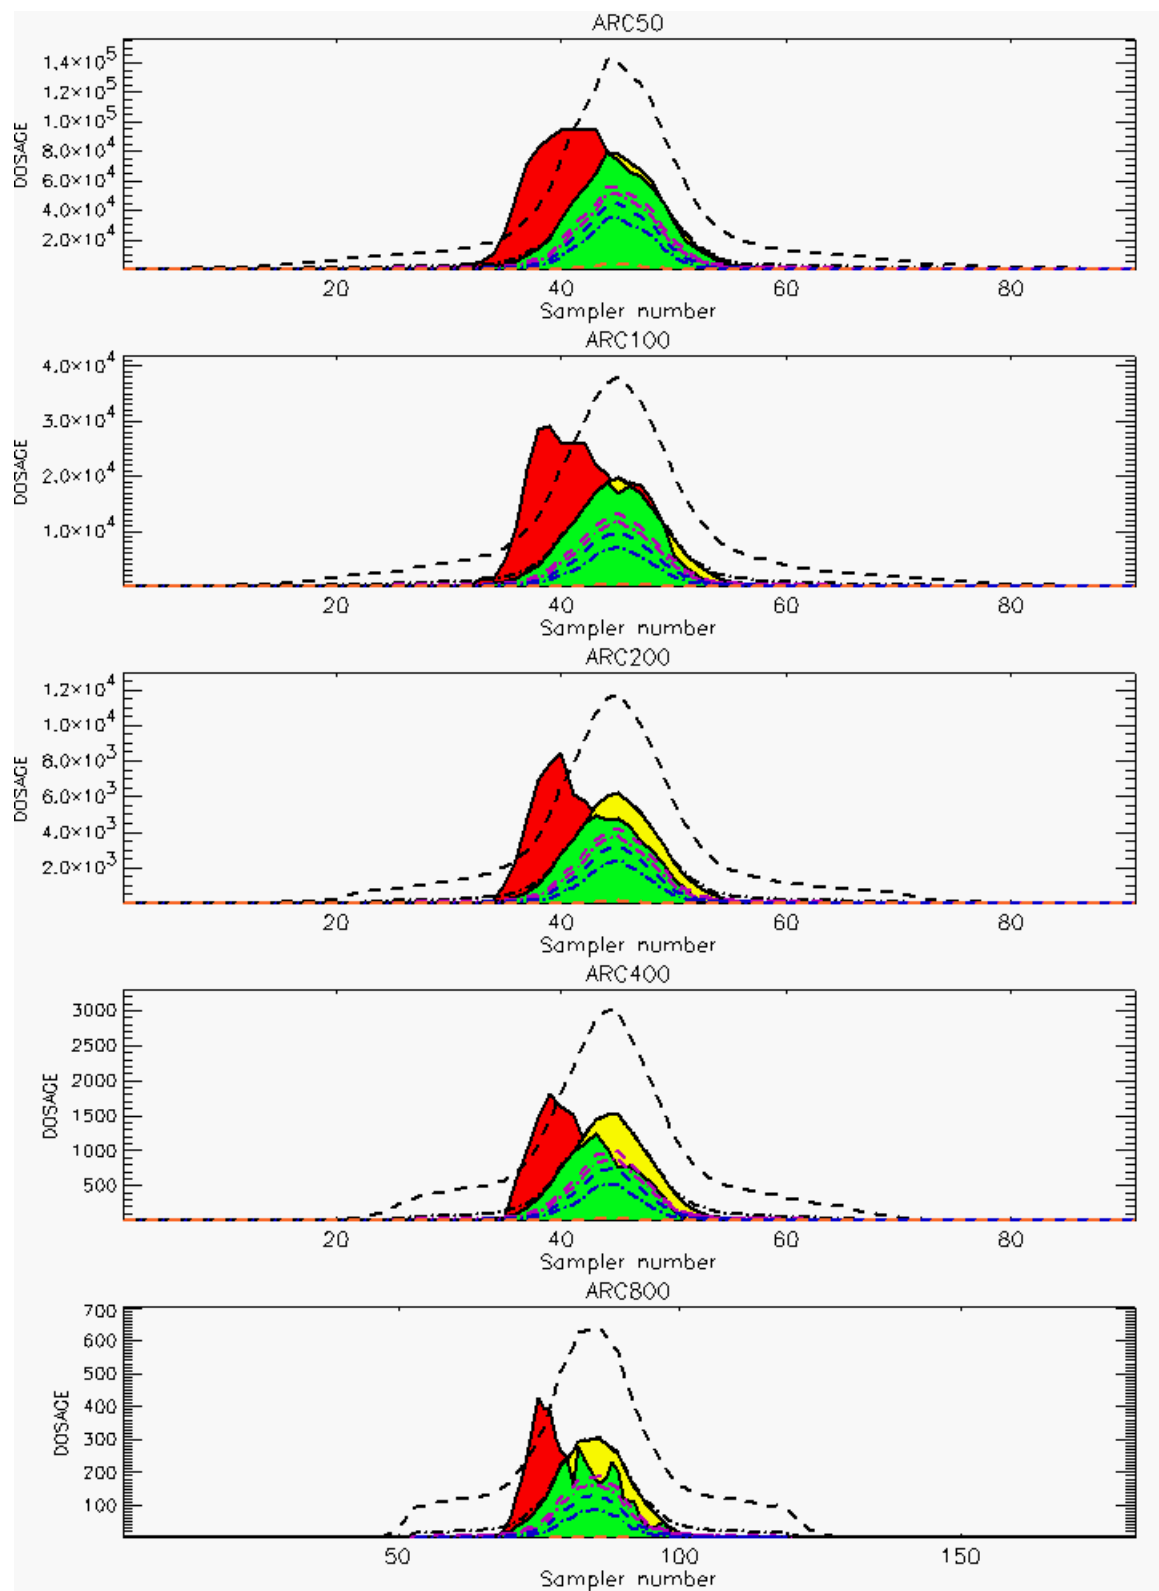 ARC50
1.4×10^5
1.2×10^5
1.0×10^5
8.0×10^4
6.0×10^4
4.0×10^4
2.0×10^4
DOSAGE
20 40 60 80
Sampler number
ARC100
4.0×10^4
3.0×10^4
2.0×10^4
1.0×10^4
DOSAGE
20 40 60 80
Sampler number
ARC200
1.2×10^4
1.0×10^4
8.0×10^3
6.0×10^3
4.0×10^3
2.0×10^3
DOSAGE
20 40 60 80
Sampler number
ARC400
3000
2500
2000
1500
1000
500
DOSAGE
20 40 60 80
Sampler number
ARC800
700
600
500
400
300
200
100
DOSAGE
50 100 150
Sampler number